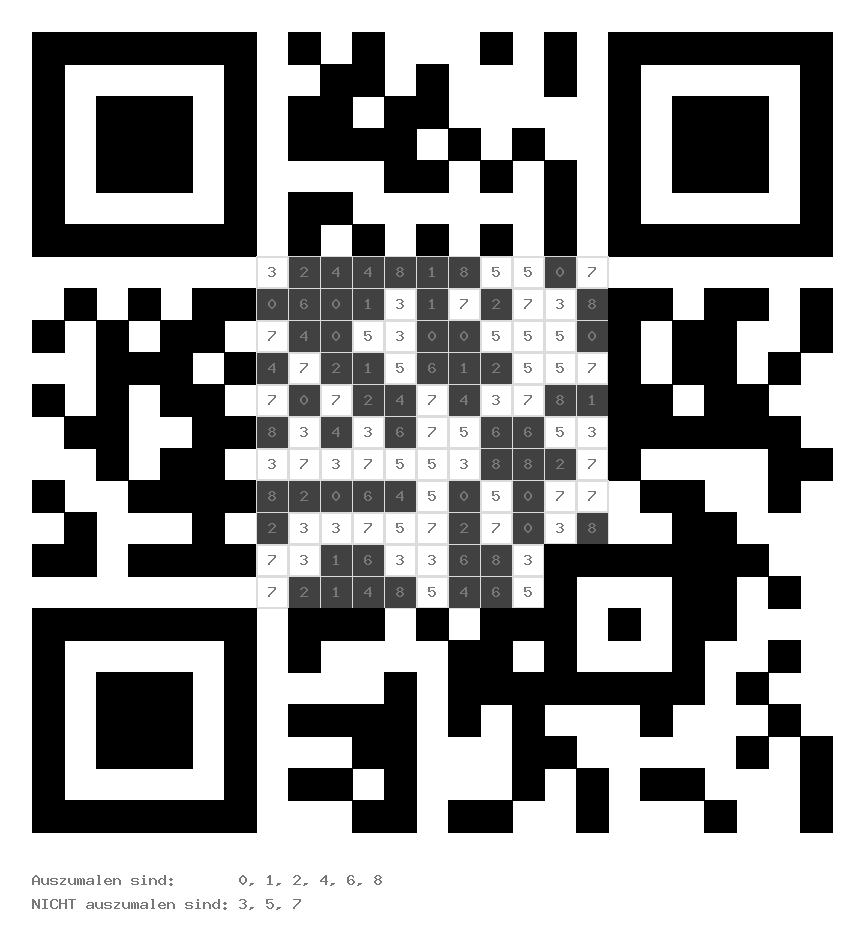 3 2 4 4 8 1 8 5 5 0 7
0 6 0 1 3 1 7 2 7 3 8
7 4 0 5 3 0 0 5 5 5 0
4 7 2 1 5 6 1 2 5 5 7
7 0 7 2 4 7 4 3 7 8 1
8 3 4 3 6 7 5 6 6 5 3
3 7 3 7 5 5 3 8 8 2 7
8 2 0 6 4 5 0 5 0 7 7
2 3 3 7 5 7 2 7 0 3 8
7 3 1 6 3 3 6 8 3
7 2 1 4 8 5 4 6 5
Auszumalen sind: 0, 1, 2, 4, 6, 8
NICHT auszumalen sind: 3, 5, 7